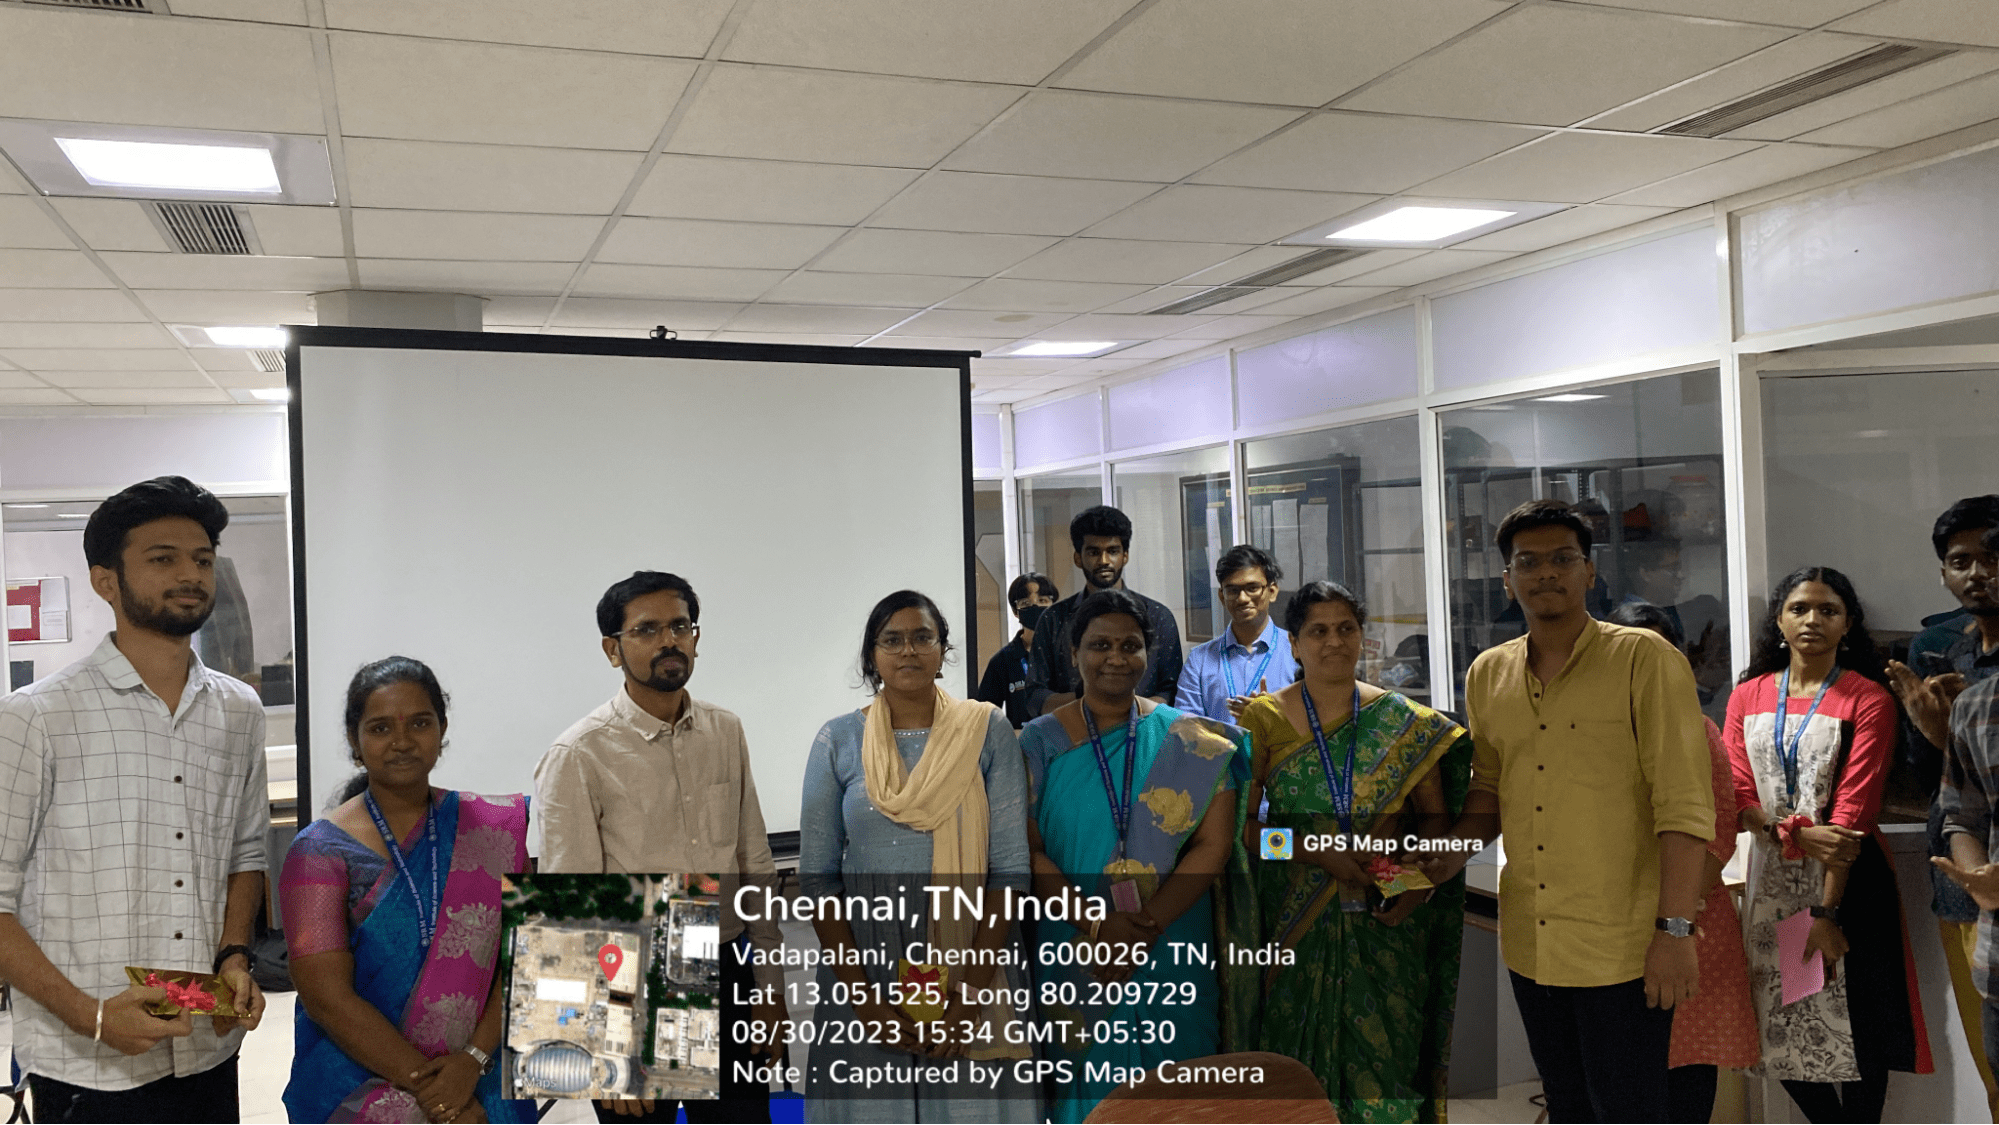 GPS Map Camera
Chennai,TN,India
Vadapalani, Chennai, 600026, TN, India
Lat 13.051525, Long 80.209729
08/30/2023 15:34 GMT+05:30
Note : Captured by GPS Map Camera
Maps